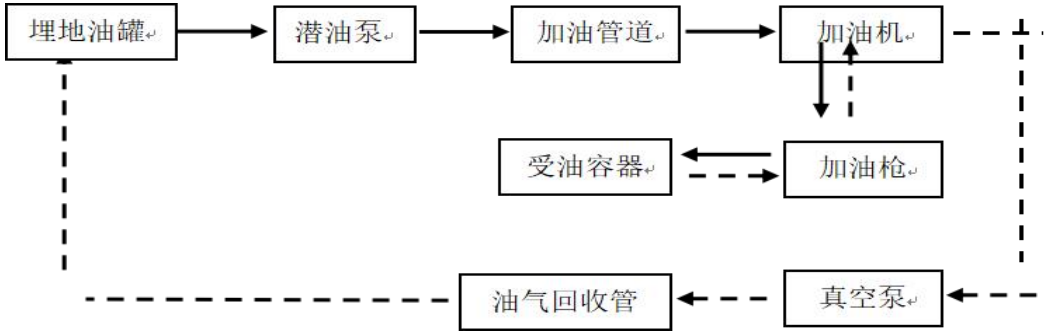 埋地油罐
潜油泵
加油管道
加油机
受油容器
加油枪
油气回收管
真空泵